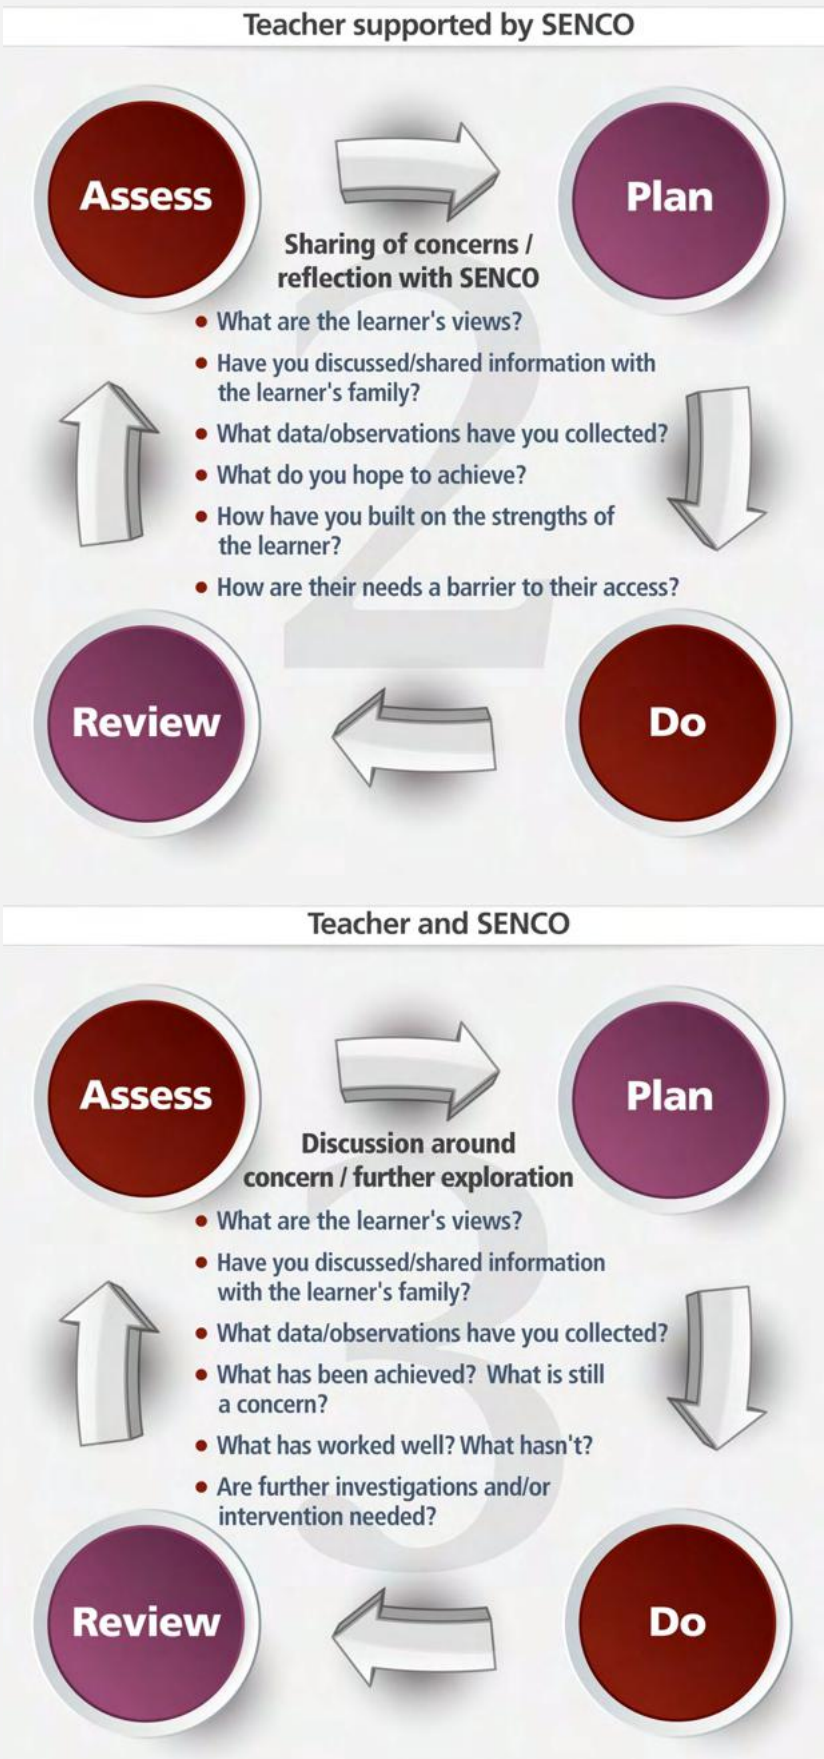 Teacher supported by SENCO
Assess
Plan
Sharing of concerns /
reflection with SENCO
2
• What are the learner's views?
• Have you discussed/shared information with
the learner's family?
• What data/observations have you collected?
• What do you hope to achieve?
• How have you built on the strengths of
the learner?
• How are their needs a barrier to their access?
Review
Do
Teacher and SENCO
Assess
Plan
Discussion around
concern / further exploration
3
• What are the learner's views?
• Have you discussed/shared information
with the learner's family?
• What data/observations have you collected?
• What has been achieved? What is still
a concern?
• What has worked well? What hasn't?
• Are further investigations and/or
intervention needed?
Review
Do